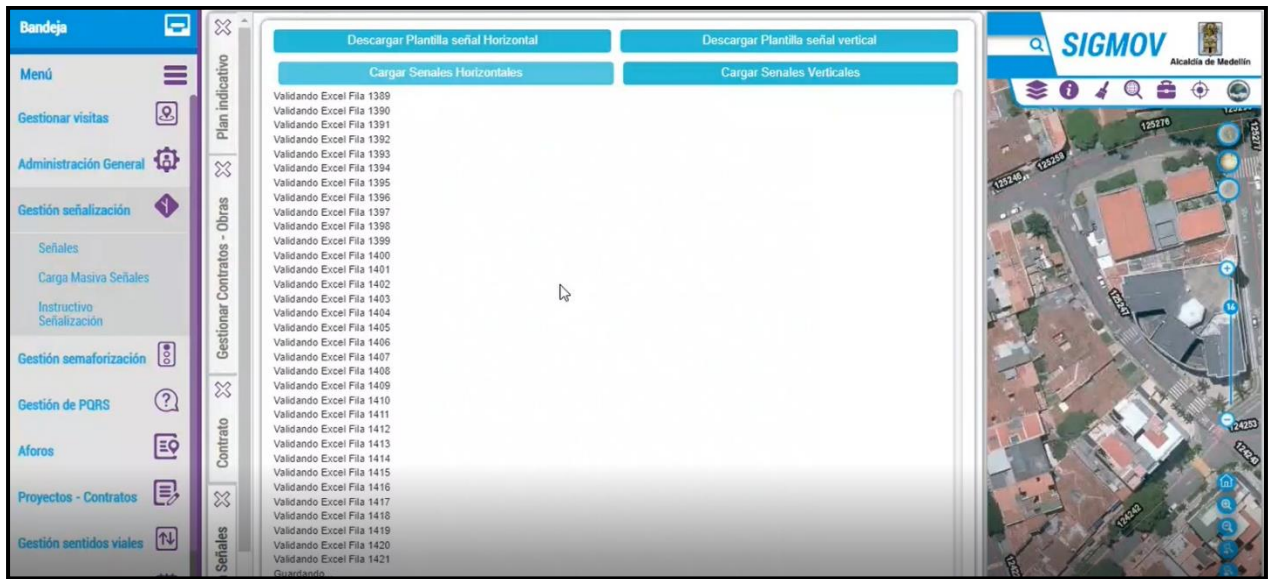 Bandeja
Menú
Gestionar visitas
Administración General
Gestión señalización
Señales
Carga Masiva Señales
Instructivo
Señalización
Gestión semaforización
Gestión de PQRS
Aforos
Proyectos - Contratos
Gestión sentidos viales
Plan indicativo
Gestionar Contratos - Obras
Contrato
Señales
Descargar Plantilla señal Horizontal
Descargar Plantilla señal vertical
Cargar Senales Horizontales
Cargar Senales Verticales
Validando Excel Fila 1389
Validando Excel Fila 1390
Validando Excel Fila 1391
Validando Excel Fila 1392
Validando Excel Fila 1393
Validando Excel Fila 1394
Validando Excel Fila 1395
Validando Excel Fila 1396
Validando Excel Fila 1397
Validando Excel Fila 1398
Validando Excel Fila 1399
Validando Excel Fila 1400
Validando Excel Fila 1401
Validando Excel Fila 1402
Validando Excel Fila 1403
Validando Excel Fila 1404
Validando Excel Fila 1405
Validando Excel Fila 1406
Validando Excel Fila 1407
Validando Excel Fila 1408
Validando Excel Fila 1409
Validando Excel Fila 1410
Validando Excel Fila 1411
Validando Excel Fila 1412
Validando Excel Fila 1413
Validando Excel Fila 1414
Validando Excel Fila 1415
Validando Excel Fila 1416
Validando Excel Fila 1417
Validando Excel Fila 1418
Validando Excel Fila 1419
Validando Excel Fila 1420
Validando Excel Fila 1421
Guardando
SIGMOV
Alcaldía de Medellín
125276
125277
125258
125247
16
124253
124243
124242